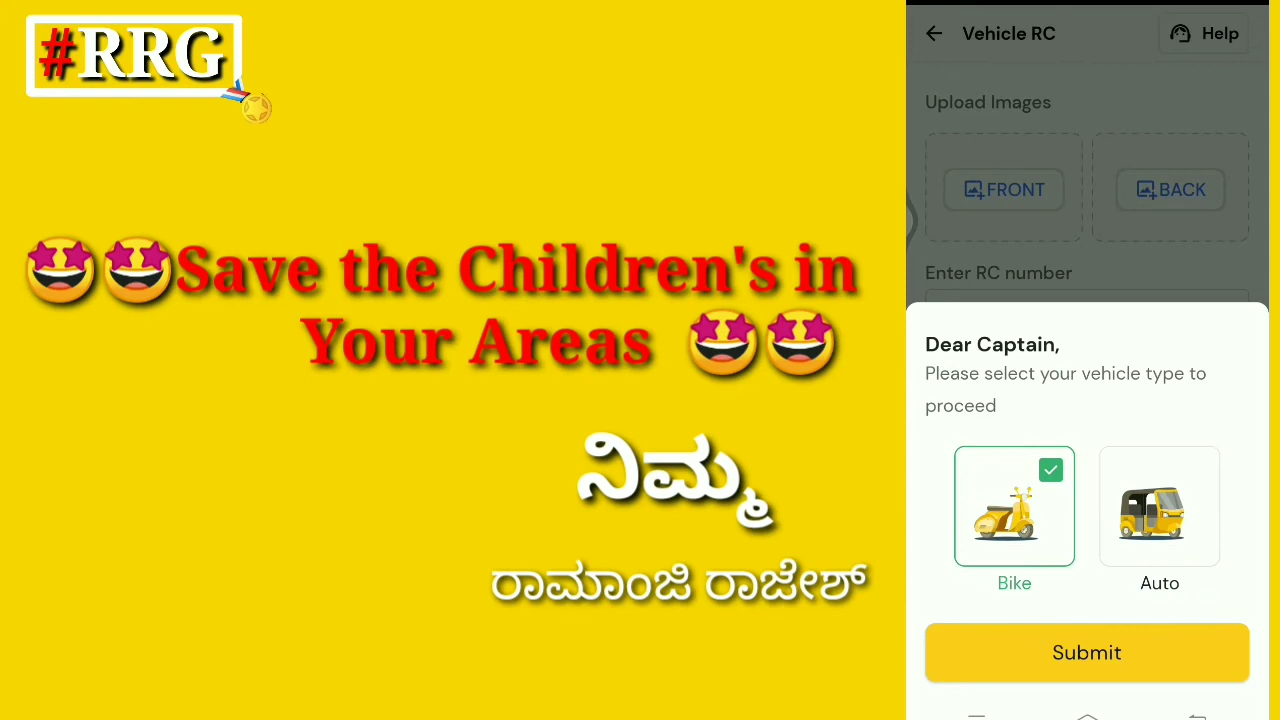 #RRG
Save the Children's in
Your Areas
ನಿಮ್ಮ
ರಾಮಾಂಜಿ ರಾಜೇಶ್
Vehicle RC
Help
Upload Images
FRONT
BACK
Enter RC number
Dear Captain,
Please select your vehicle type to
proceed
Bike
Auto
Submit